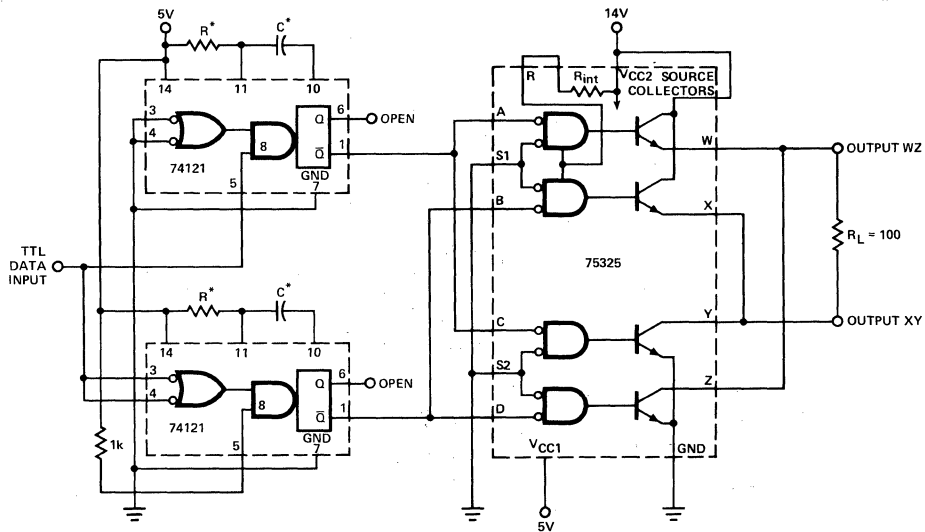 5V
R*
C*
14
11
10
3
4
8
Q
6
OPEN
Q̅
1
74121
5
GND
7
TTL
DATA
INPUT
R*
C*
14
11
10
3
4
8
Q
6
OPEN
Q̅
1
74121
5
GND
7
1k
14V
R
Rint
VCC2 SOURCE
COLLECTORS
A
S1
B
W
X
75325
C
S2
D
Y
Z
VCC1
GND
5V
OUTPUT WZ
RL = 100
OUTPUT XY